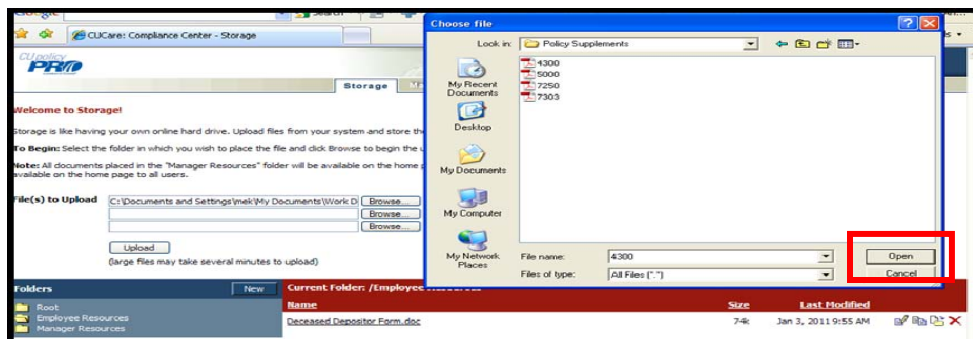 CUCare: Compliance Center - Storage
CU policy
PRO
Storage
Welcome to Storage!
Storage is like having your own online hard drive. Upload files from your system and store the
To Begin: Select the folder in which you wish to place the file and click Browse to begin the
Note: All documents placed in the "Manager Resources" folder will be available on the home
available on the home page to all users.
File(s) to Upload
C:\Documents and Settings\mek\My Documents\Work D
Browse...
Browse...
Browse...
Upload
(large files may take several minutes to upload)
Folders
New
Root
Employee Resources
Manager Resources
Current Folder: /Employee Resources
Name
Size
Last Modified
Deceased Depositor Form.doc
74k
Jan 3, 2011 9:55 AM
Choose file
Look in:
Policy Supplements
My Recent
Documents
Desktop
My Documents
My Computer
My Network
Places
4300
5000
7250
7303
File name:
4300
Open
Files of type:
All Files (*.*)
Cancel